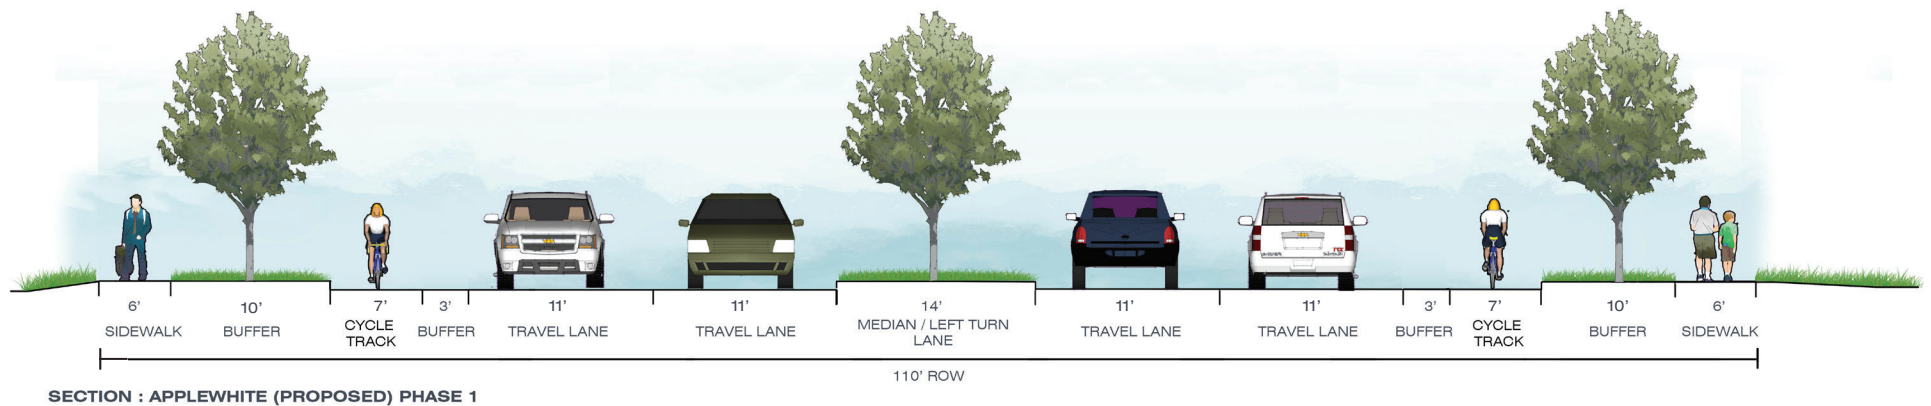 6' 10' 7' 3' 11' 11' 14' 11' 11' 3' 7' 10' 6'
SIDEWALK BUFFER CYCLE TRACK BUFFER TRAVEL LANE TRAVEL LANE MEDIAN / LEFT TURN LANE TRAVEL LANE TRAVEL LANE BUFFER CYCLE TRACK BUFFER SIDEWALK
110' ROW
SECTION : APPLEWHITE (PROPOSED) PHASE 1